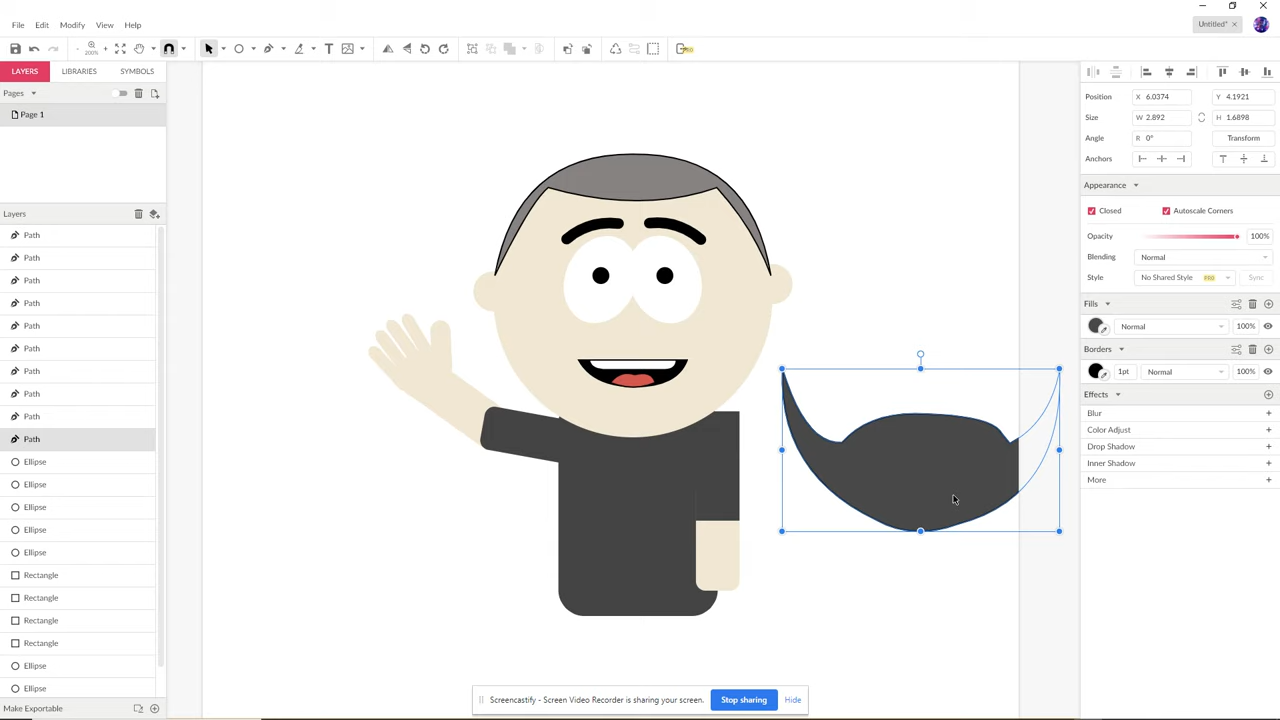 File Edit Modify View Help
Untitled* ×
200%
T
LAYERS LIBRARIES SYMBOLS
Pages
Page 1
Layers
Path
Path
Path
Path
Path
Path
Path
Path
Path
Path
Ellipse
Ellipse
Ellipse
Ellipse
Ellipse
Rectangle
Rectangle
Rectangle
Rectangle
Ellipse
Ellipse
Make Exportable
Position X 6.0374 Y 4.1921
Size W 2.892 H 1.6898
Angle R 0° Transform
Anchors
Appearance
Closed Autoscale Corners
Opacity 100%
Blending Normal
Style No Shared Style PRO Sync
Fills
Normal 100%
Borders
1pt Normal 100%
Effects
Blur +
Color Adjust +
Drop Shadow +
Inner Shadow +
More +
Screencastify - Screen Video Recorder is sharing your screen. Stop sharing Hide